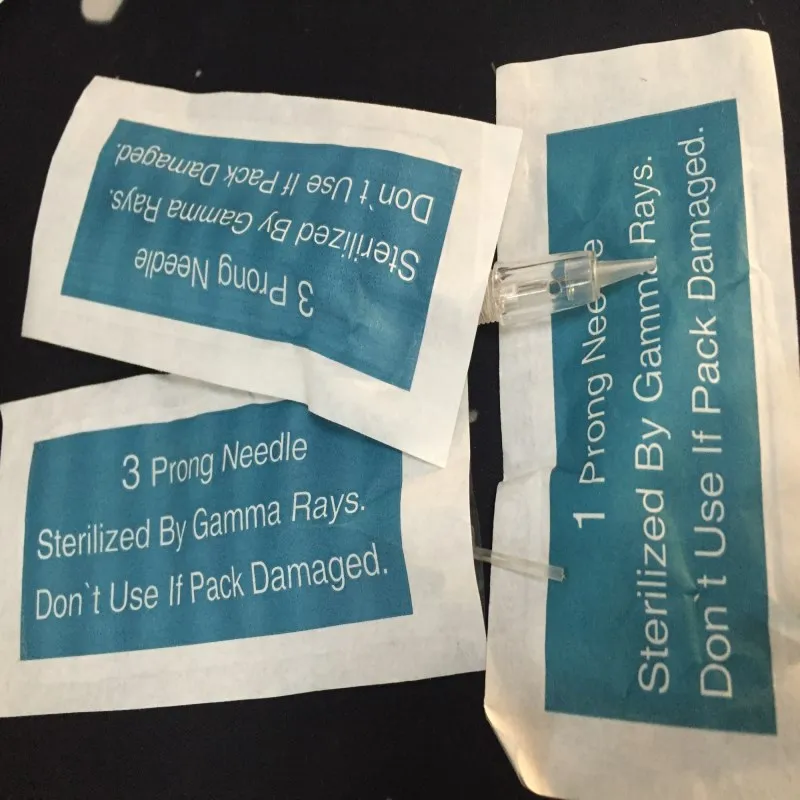 3 Prong Needle
Sterilized By Gamma Rays.
Don`t Use If Pack Damaged.
3 Prong Needle
Sterilized By Gamma Rays.
Don`t Use If Pack Damaged.
1 Prong Needle
Sterilized By Gamma Rays.
Don`t Use If Pack Damaged.